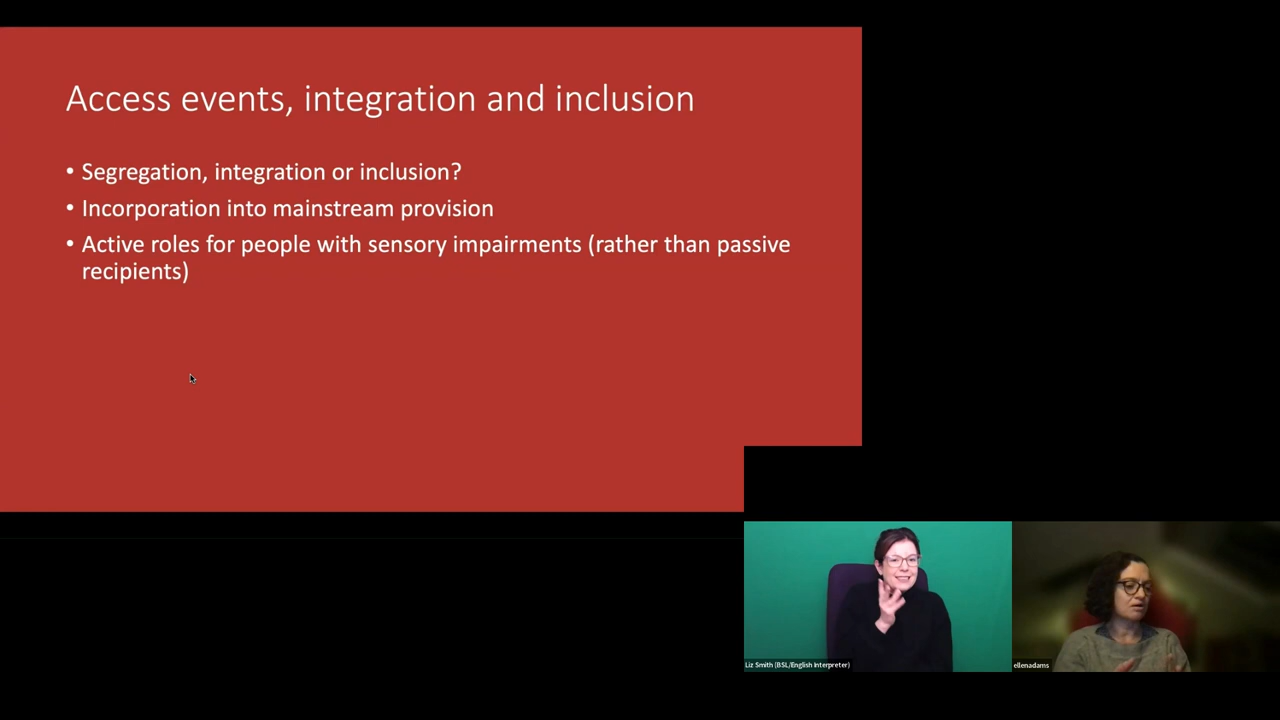 Access events, integration and inclusion
• Segregation, integration or inclusion?
• Incorporation into mainstream provision
• Active roles for people with sensory impairments (rather than passive
recipients)
Liz Smith (BSL/English Interpreter)
ellenadams